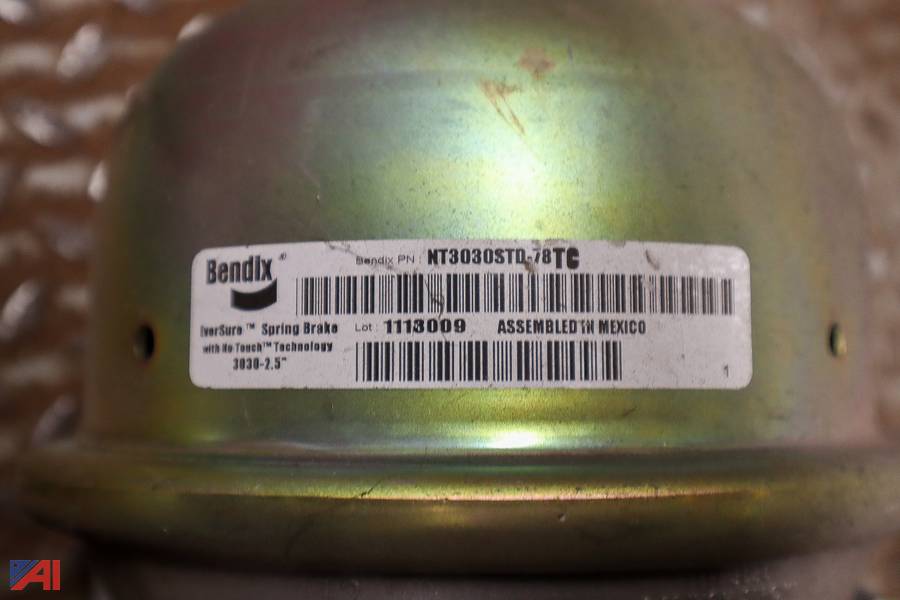 Bendix®
Bendix PN: NT3030STD-78TC
EverSure™ Spring Brake
with No-Touch™ Technology
3030-2.5"
Lot: 1113009 ASSEMBLED IN MEXICO
1
AI